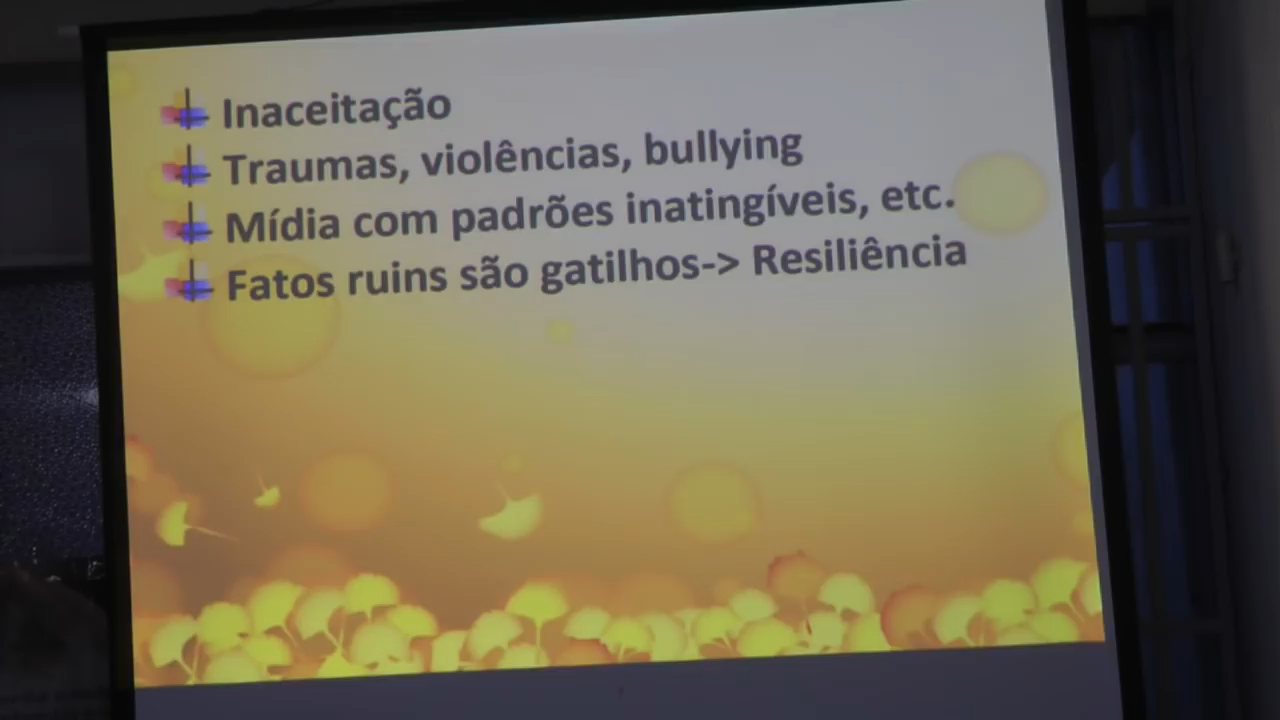 Inaceitação
Traumas, violências, bullying
Mídia com padrões inatingíveis, etc.
Fatos ruins são gatilhos-> Resiliência